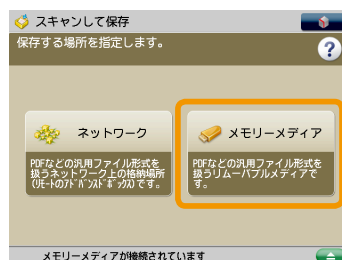 スキャンして保存
保存する場所を指定します。
?
ネットワーク
PDFなどの汎用ファイル形式を
扱うネットワーク上の格納場所
(ﾘﾓｰﾄのｱﾄﾞﾊﾞﾝｽﾄﾞﾎﾞｯｸｽ)です。
メモリーメディア
PDFなどの汎用ファイル形式を
扱うリムーバブルメディアで
す。
メモリーメディアが接続されています